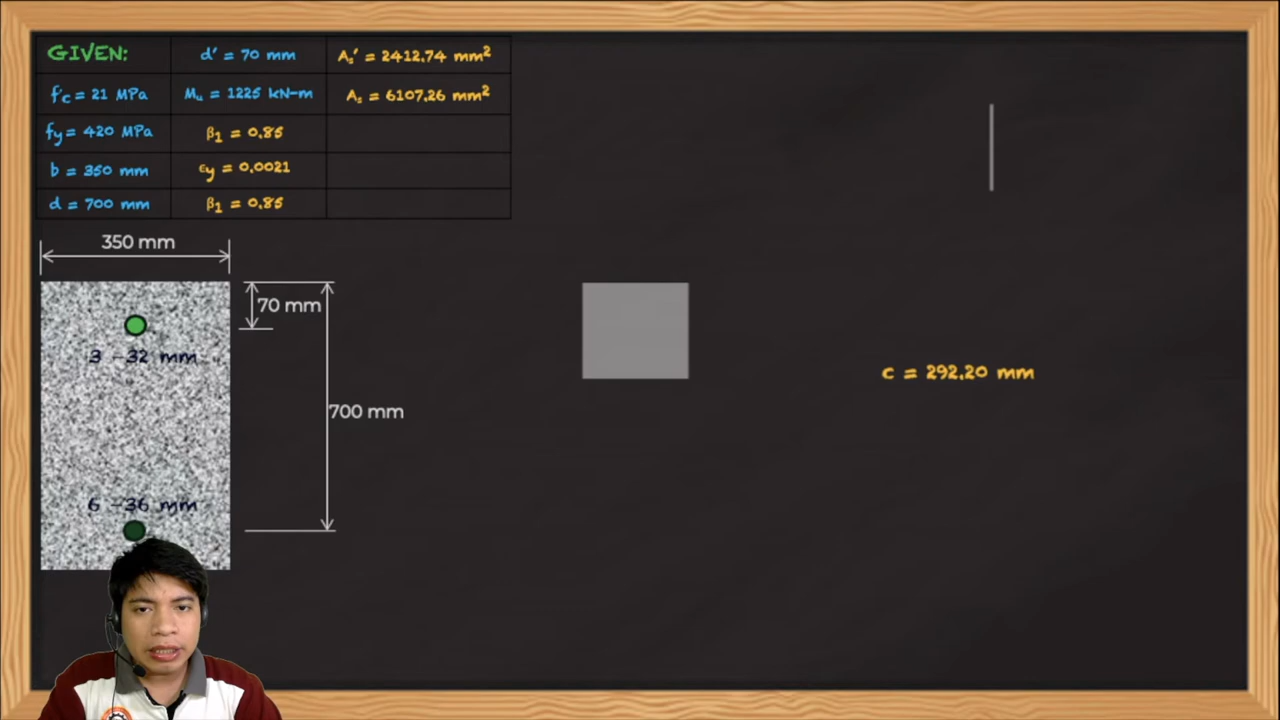 GIVEN: d' = 70 mm As' = 2412.74 mm²
f'c = 21 MPa Mu = 1225 kN-m As = 6107.26 mm²
fy = 420 MPa β1 = 0.85
b = 350 mm εy = 0.0021
d = 700 mm β1 = 0.85
350 mm
70 mm
3 -32 mm
c = 292.20 mm
700 mm
6 -36 mm